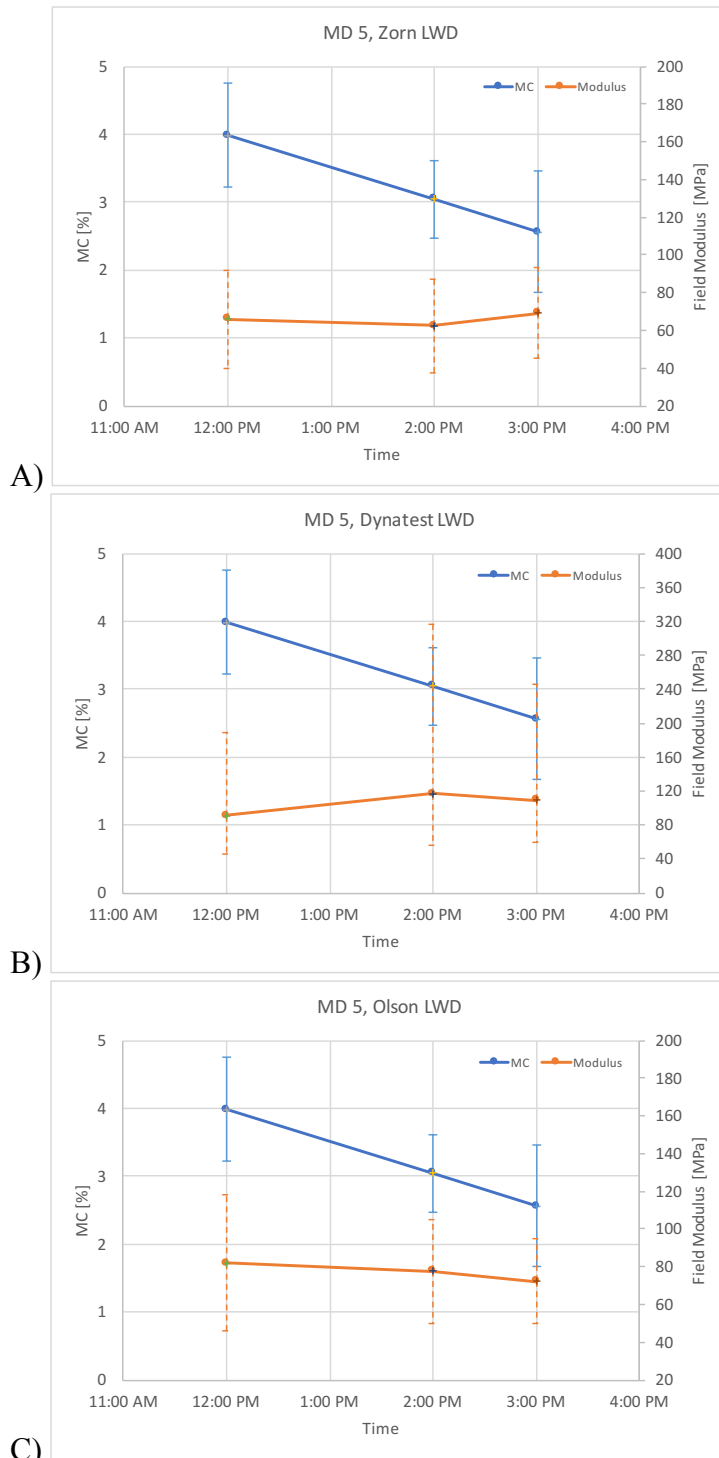 MD 5, Zorn LWD
MC Modulus
5
4
3
2
1
0
MC [%]
200
180
160
140
120
100
80
60
40
20
Field Modulus [MPa]
11:00 AM 12:00 PM 1:00 PM 2:00 PM 3:00 PM 4:00 PM
Time
A)
MD 5, Dynatest LWD
MC Modulus
5
4
3
2
1
0
MC [%]
400
360
320
280
240
200
160
120
80
40
0
Field Modulus [MPa]
11:00 AM 12:00 PM 1:00 PM 2:00 PM 3:00 PM 4:00 PM
Time
B)
MD 5, Olson LWD
MC Modulus
5
4
3
2
1
0
MC [%]
200
180
160
140
120
100
80
60
40
20
Field Modulus [MPa]
11:00 AM 12:00 PM 1:00 PM 2:00 PM 3:00 PM 4:00 PM
Time
C)